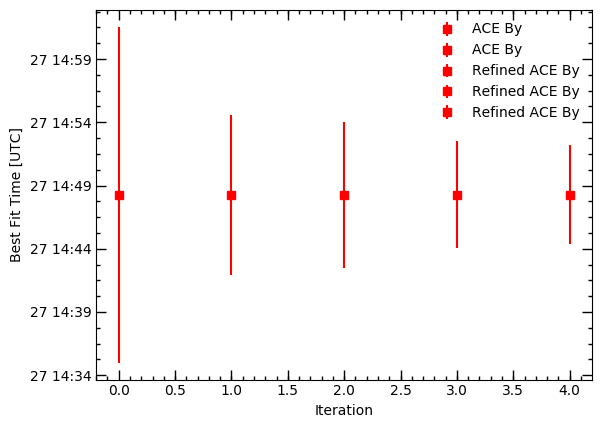 ACE By
ACE By
Refined ACE By
Refined ACE By
Refined ACE By
Best Fit Time [UTC]
27 14:59
27 14:54
27 14:49
27 14:44
27 14:39
27 14:34
0.0 0.5 1.0 1.5 2.0 2.5 3.0 3.5 4.0
Iteration